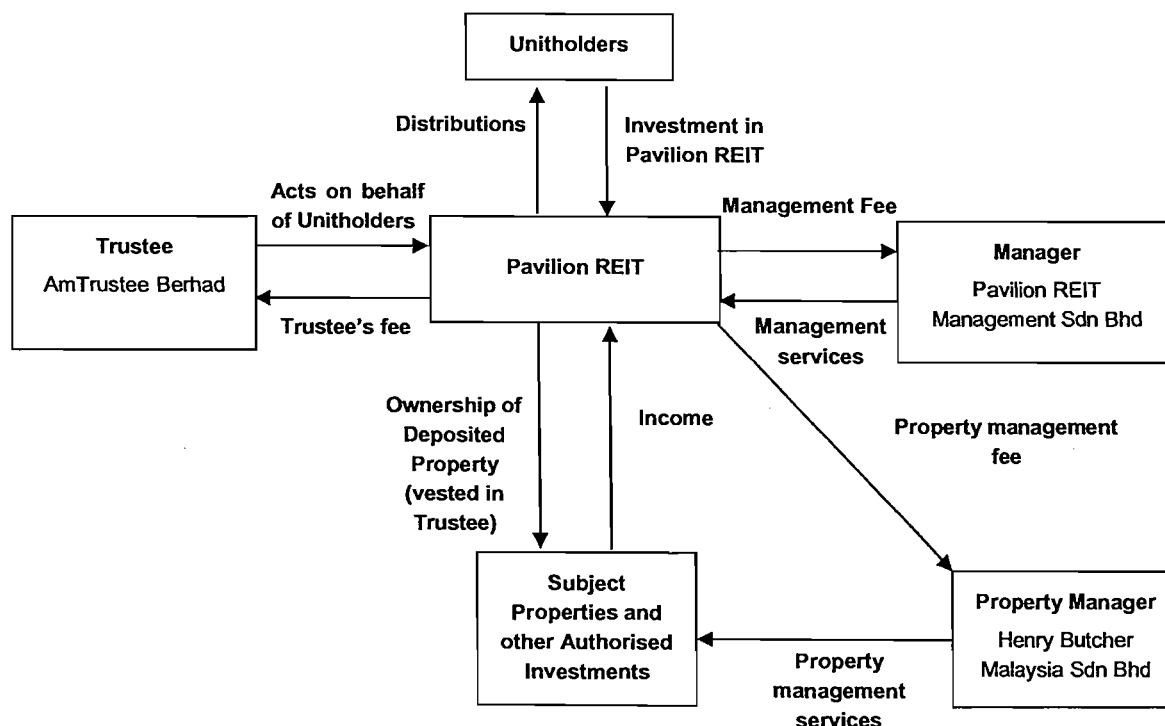 Unitholders
Distributions
Investment in
Pavilion REIT
Acts on behalf
of Unitholders
Management Fee
Trustee
AmTrustee Berhad
Pavilion REIT
Manager
Pavilion REIT
Management Sdn Bhd
Trustee's fee
Management
services
Ownership of
Deposited
Property
(vested in
Trustee)
Income
Property management
fee
Subject
Properties and
other Authorised
Investments
Property Manager
Henry Butcher
Malaysia Sdn Bhd
Property
management
services